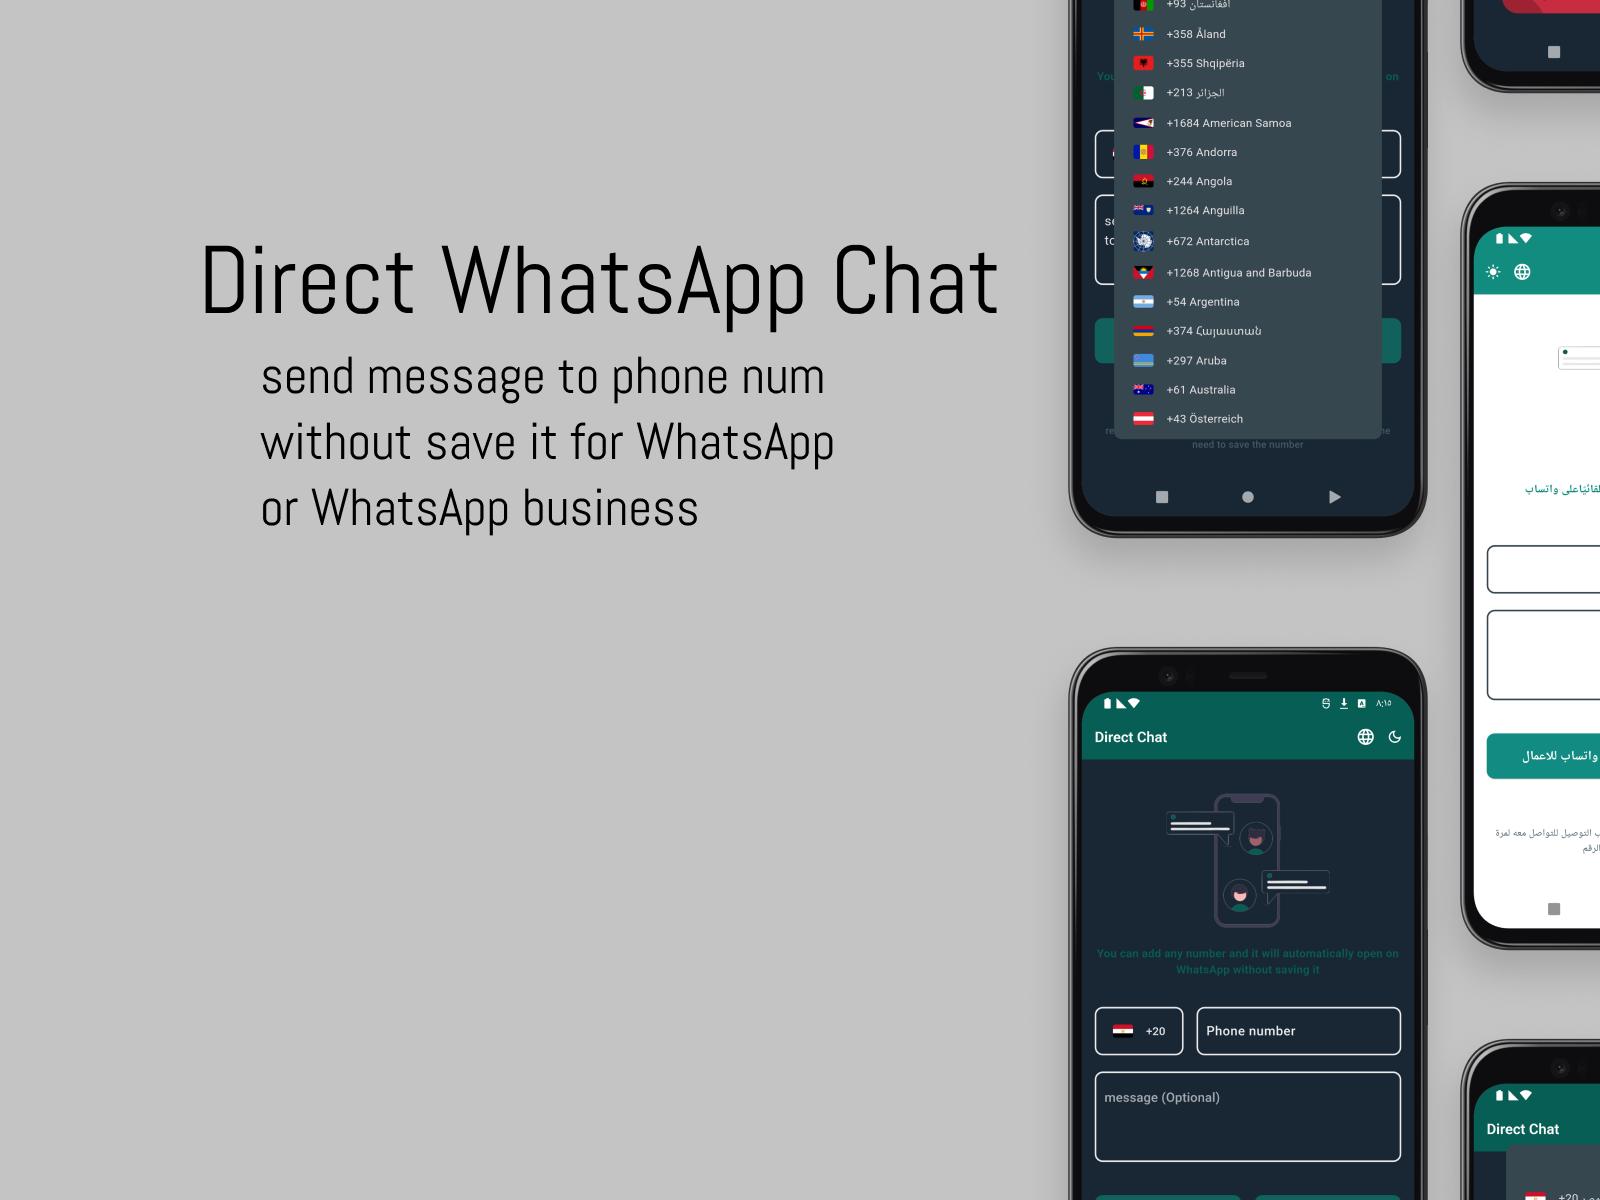 Direct WhatsApp Chat
send message to phone num
without save it for WhatsApp
or WhatsApp business
+93 افغانستان
+358 Åland
+355 Shqipëria
+213 الجزائر
+1684 American Samoa
+376 Andorra
+244 Angola
+1264 Anguilla
+672 Antarctica
+1268 Antigua and Barbuda
+54 Argentina
+374 Հայաստան
+297 Aruba
+61 Australia
+43 Österreich
You
on
need to save the number
Direct Chat
٨:١٥
You can add any number and it will automatically open on
WhatsApp without saving it
+20
Phone number
message (Optional)
على واتساب
واتساب للاعمال
ب التوصيل للتواصل معه لمرة
الرقم
Direct Chat
+20